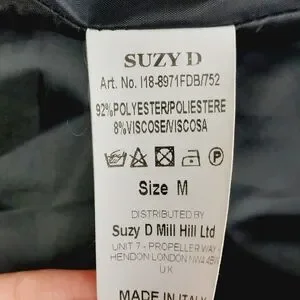 SUZY D
Art. No. I18-8971FDB/752
92%POLYESTER/POLIESTERE
8%VISCOSE/VISCOSA
Size M
DISTRIBUTED BY
Suzy D Mill Hill Ltd
UNIT 7 - PROPELLER WAY
HENDON LONDON NW4
UK
MADE IN